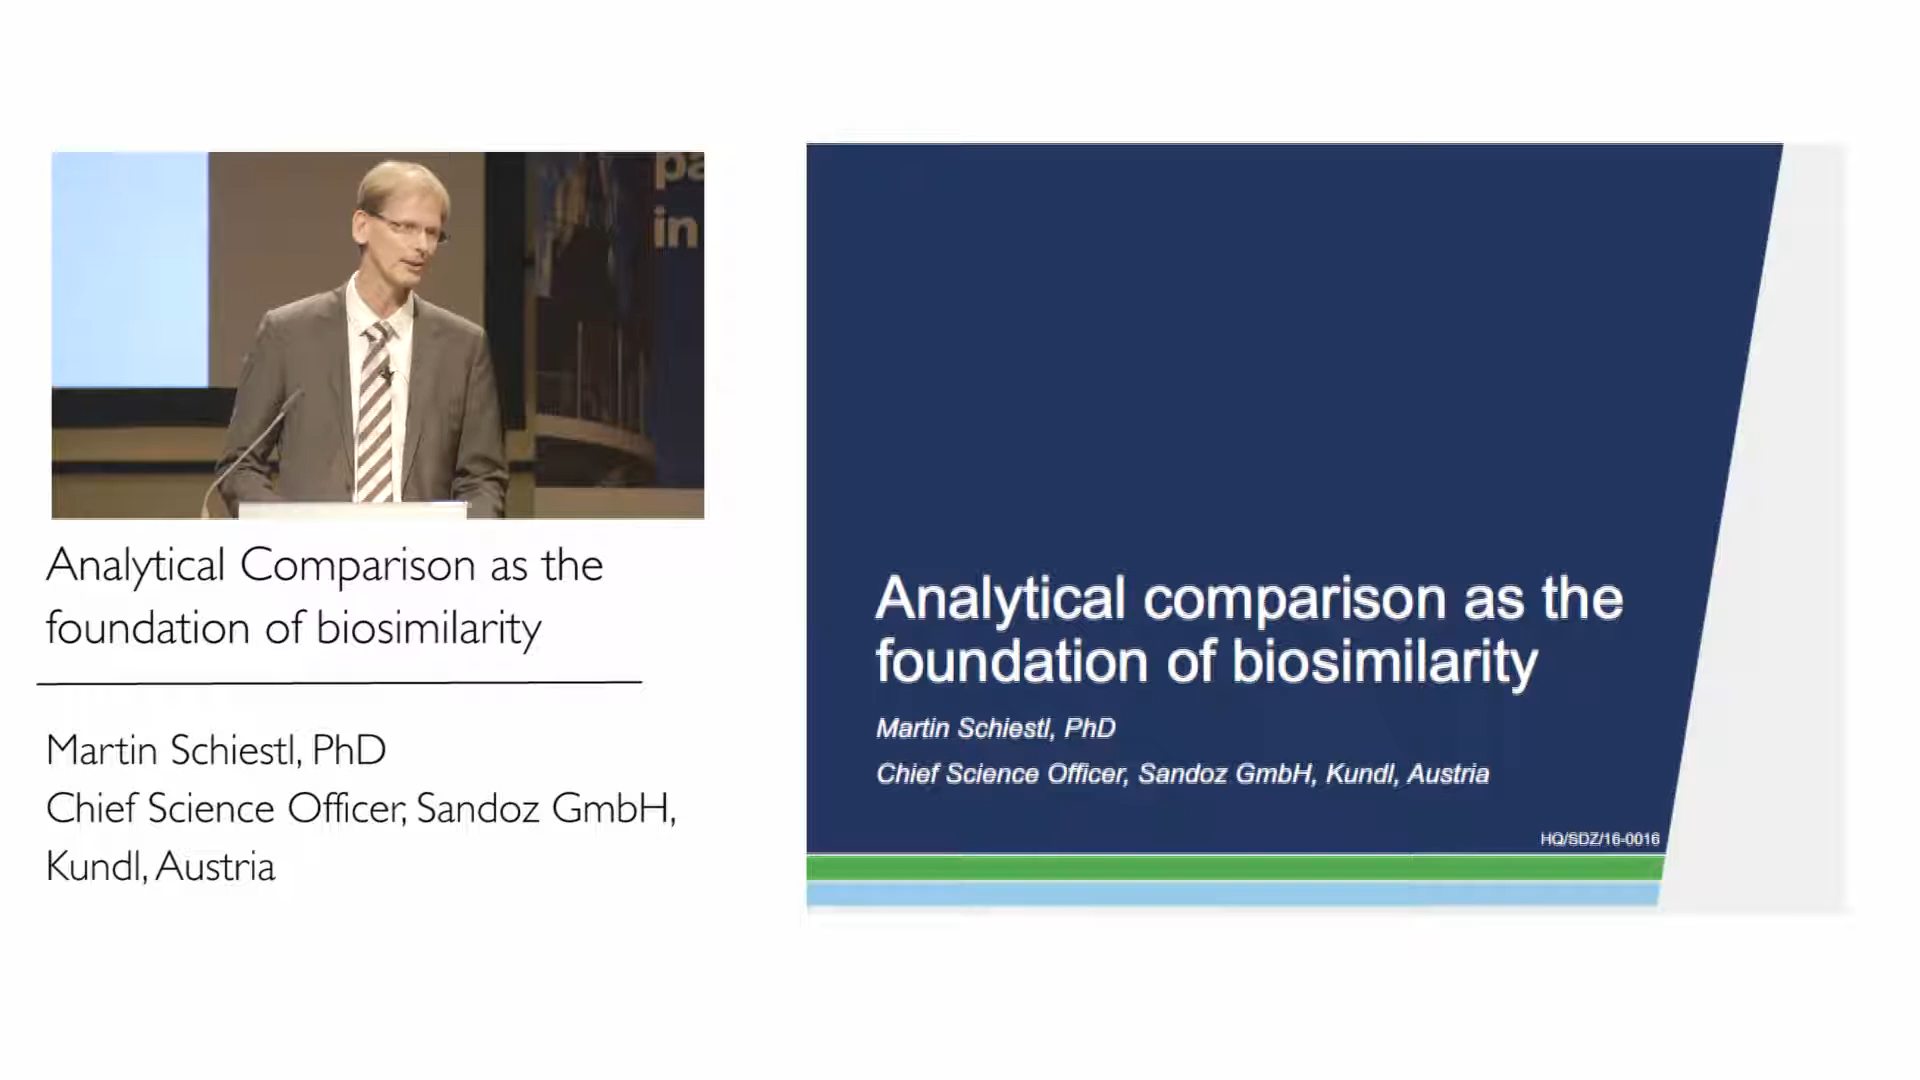 in
Analytical Comparison as the
foundation of biosimilarity
Martin Schiestl, PhD
Chief Science Officer, Sandoz GmbH,
Kundl, Austria
Analytical comparison as the
foundation of biosimilarity
Martin Schiestl, PhD
Chief Science Officer, Sandoz GmbH, Kundl, Austria
HQ/SDZ/16-0016